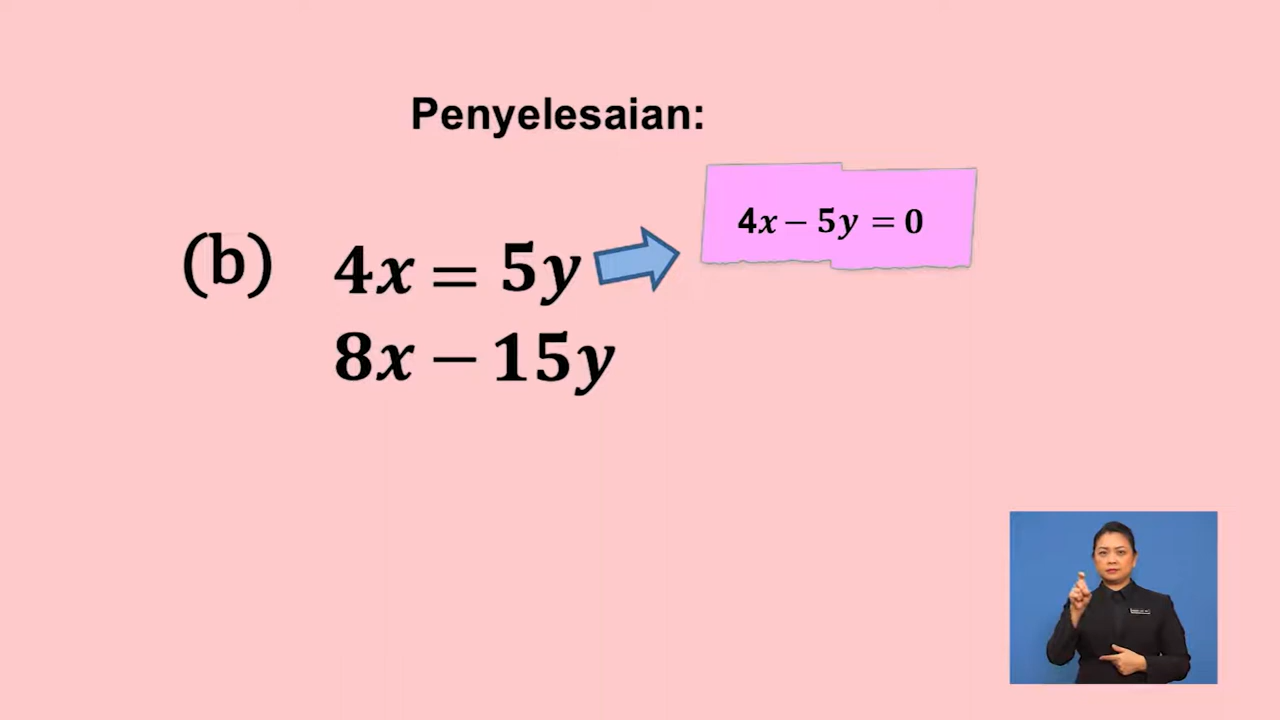 Penyelesaian:
4x − 5y = 0
(b) 4x = 5y
8x − 15y